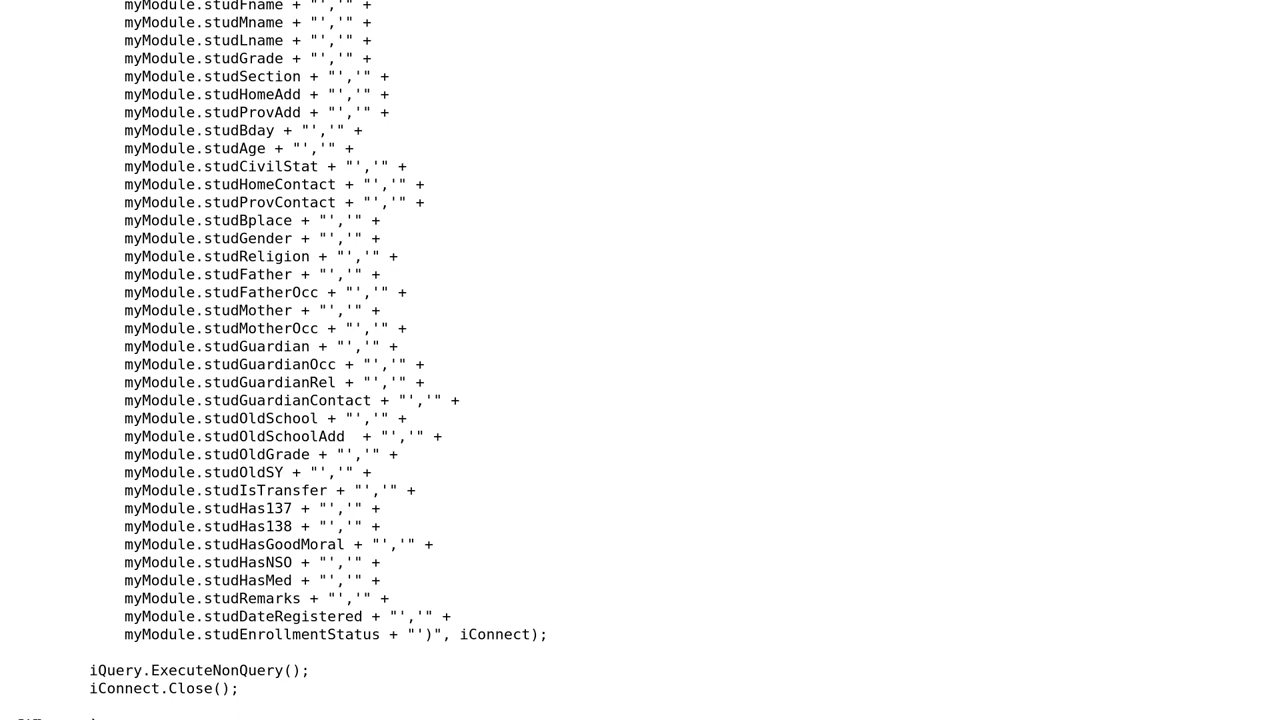 myModule.studFname + "','" +
myModule.studMname + "','" +
myModule.studLname + "','" +
myModule.studGrade + "','" +
myModule.studSection + "','" +
myModule.studHomeAdd + "','" +
myModule.studProvAdd + "','" +
myModule.studBday + "','" +
myModule.studAge + "','" +
myModule.studCivilStat + "','" +
myModule.studHomeContact + "','" +
myModule.studProvContact + "','" +
myModule.studBplace + "','" +
myModule.studGender + "','" +
myModule.studReligion + "','" +
myModule.studFather + "','" +
myModule.studFatherOcc + "','" +
myModule.studMother + "','" +
myModule.studMotherOcc + "','" +
myModule.studGuardian + "','" +
myModule.studGuardianOcc + "','" +
myModule.studGuardianRel + "','" +
myModule.studGuardianContact + "','" +
myModule.studOldSchool + "','" +
myModule.studOldSchoolAdd  + "','" +
myModule.studOldGrade + "','" +
myModule.studOldSY + "','" +
myModule.studIsTransfer + "','" +
myModule.studHas137 + "','" +
myModule.studHas138 + "','" +
myModule.studHasGoodMoral + "','" +
myModule.studHasNSO + "','" +
myModule.studHasMed + "','" +
myModule.studRemarks + "','" +
myModule.studDateRegistered + "','" +
myModule.studEnrollmentStatus + "')", iConnect);
iQuery.ExecuteNonQuery();
iConnect.Close();